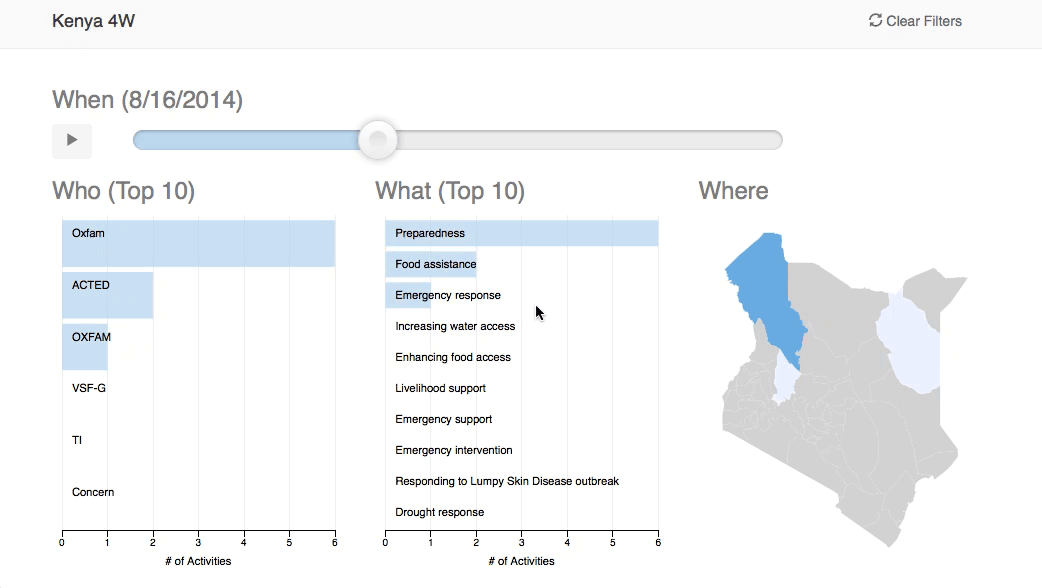 Kenya 4W
Clear Filters
When (8/16/2014)
Who (Top 10)
What (Top 10)
Where
Oxfam
ACTED
OXFAM
VSF-G
TI
Concern
0 1 2 3 4 5 6
# of Activities
Preparedness
Food assistance
Emergency response
Increasing water access
Enhancing food access
Livelihood support
Emergency support
Emergency intervention
Responding to Lumpy Skin Disease outbreak
Drought response
0 1 2 3 4 5 6
# of Activities